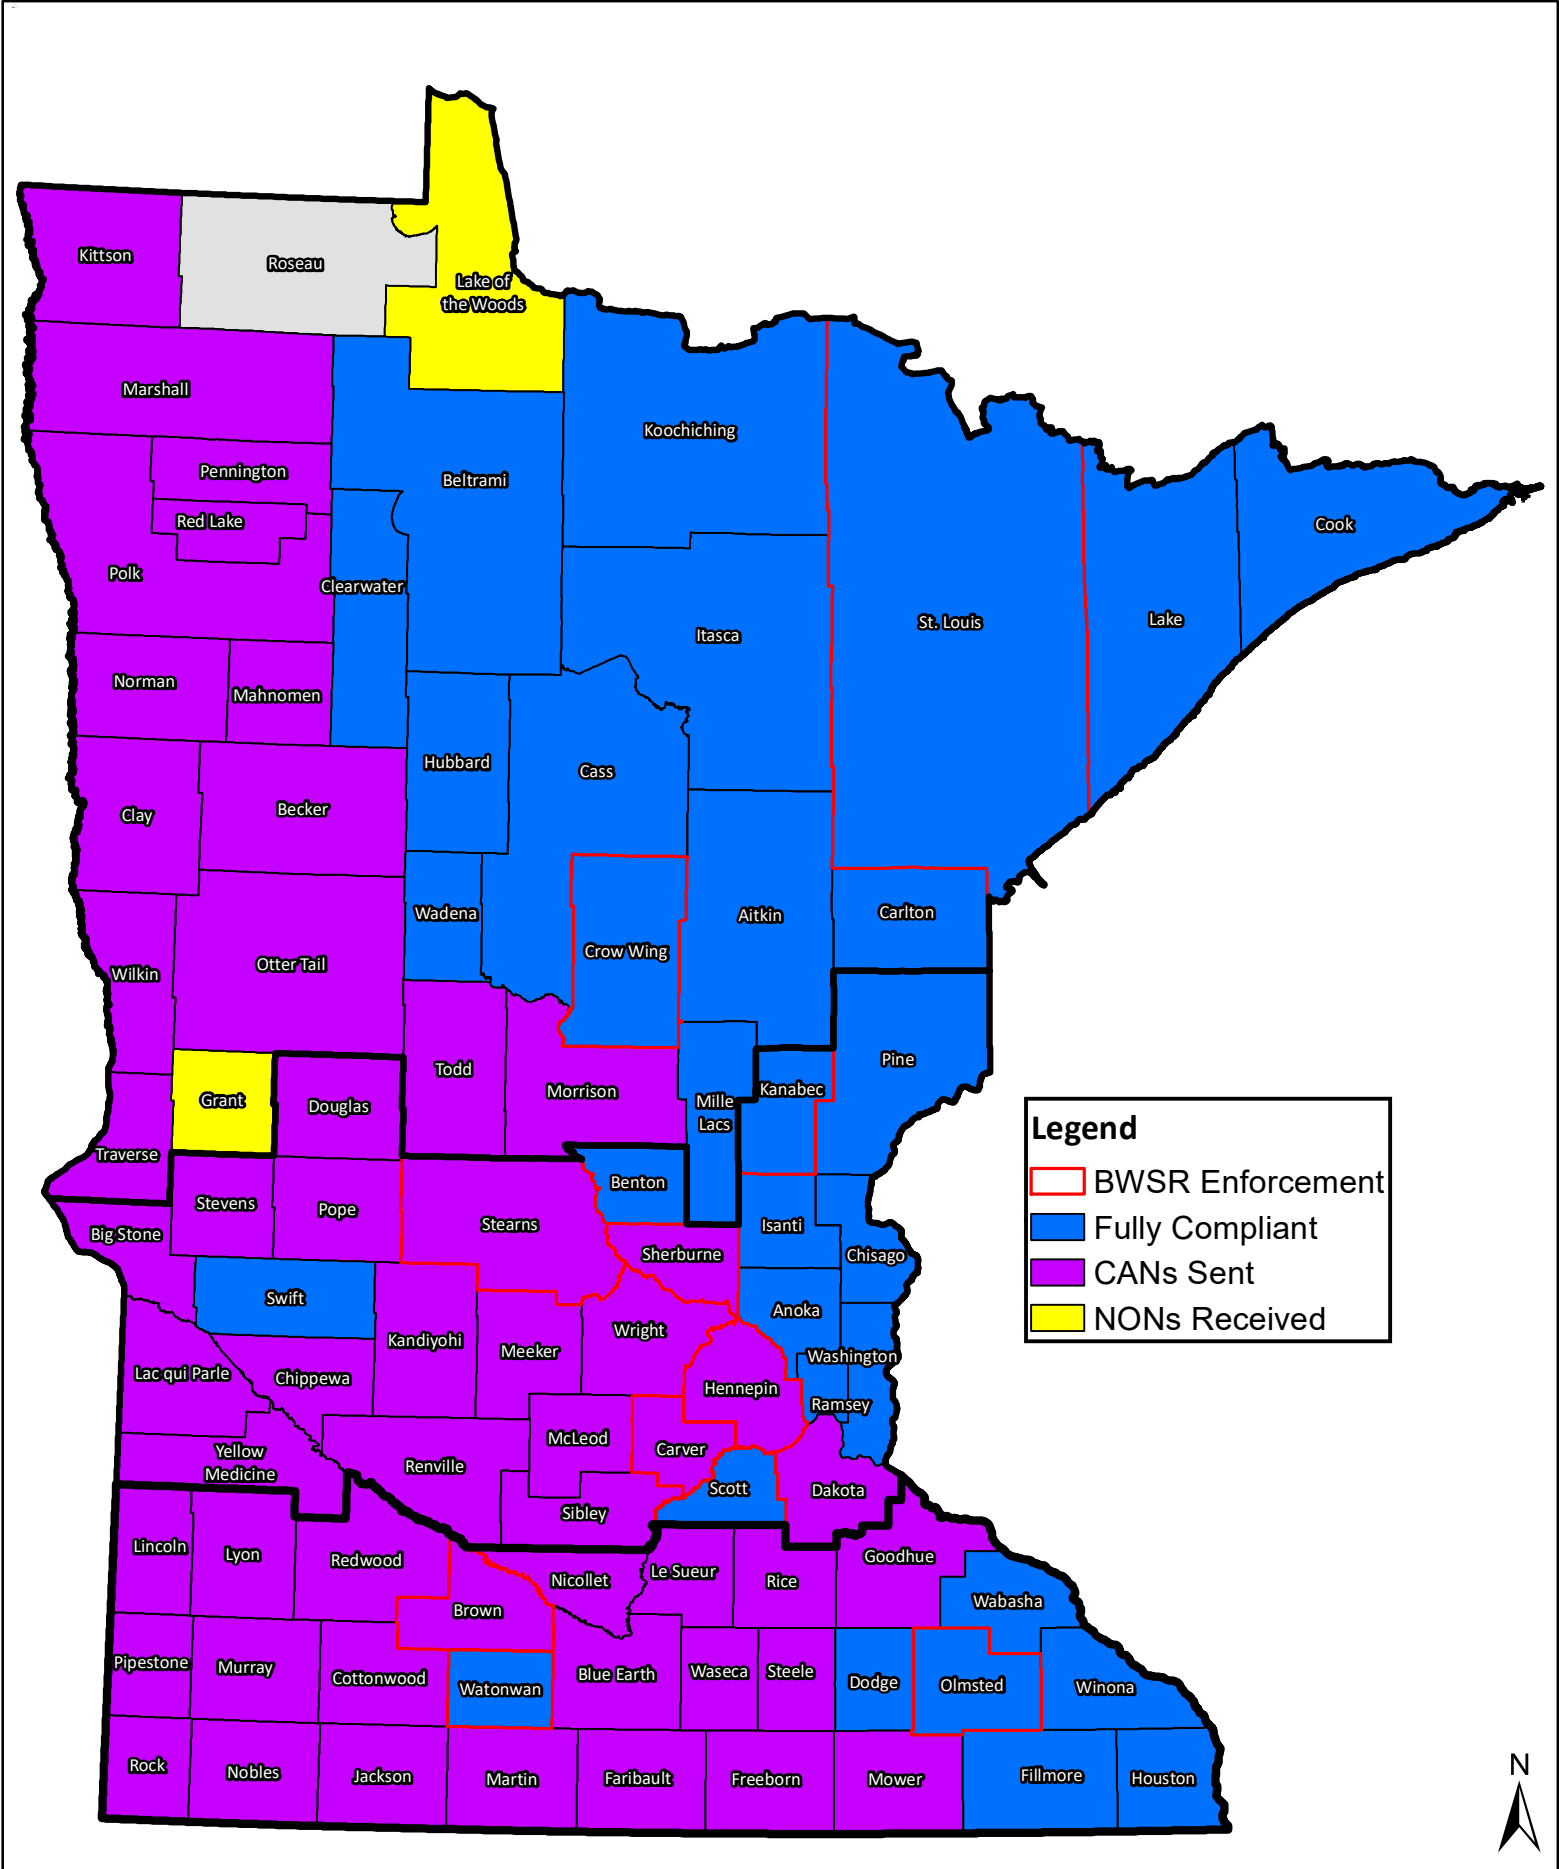 Kittson
Roseau
Lake of
the Woods
Marshall
Koochiching
Pennington
Beltrami
Red Lake
Cook
Polk
Clearwater
St. Louis
Lake
Itasca
Norman
Mahnomen
Hubbard
Cass
Becker
Clay
Wadena
Aitkin
Carlton
Crow Wing
Otter Tail
Wilkin
Pine
Todd
Kanabec
Morrison
Grant
Douglas
Mille
Lacs
Traverse
Benton
Stevens
Pope
Stearns
Isanti
Big Stone
Sherburne
Chisago
Swift
Anoka
Wright
Kandiyohi
Meeker
Washington
Lac qui Parle
Chippewa
Hennepin
Ramsey
McLeod
Carver
Yellow
Medicine
Renville
Scott
Dakota
Sibley
Lincoln
Lyon
Redwood
Goodhue
Le Sueur
Nicollet
Rice
Wabasha
Brown
Pipestone
Murray
Cottonwood
Blue Earth
Waseca
Steele
Dodge
Olmsted
Winona
Watonwan
Rock
Nobles
Jackson
Martin
Faribault
Freeborn
Mower
Fillmore
Houston
Legend
BWSR Enforcement
Fully Compliant
CANs Sent
NONs Received
N